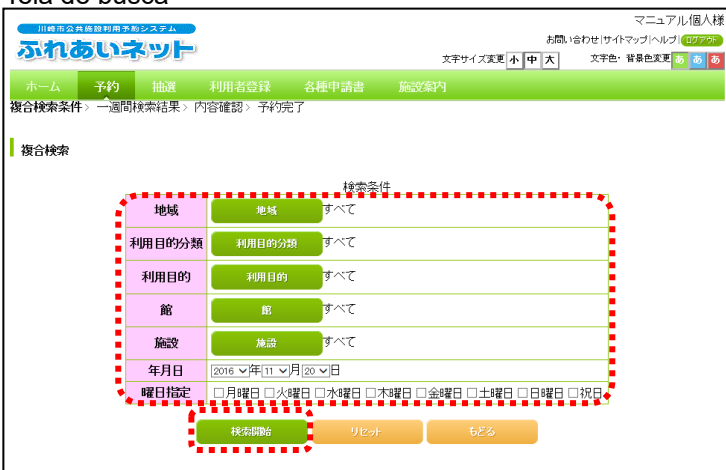 Tela de busca
マニュアル個人様
川崎市公共施設利用予約システム
ふれあいネット
お問い合わせ|サイトマップ|ヘルプ|ログアウト
文字サイズ変更 小 中 大 文字色・背景色変更 あ あ あ
ホーム 予約 抽選 利用者登録 各種申請書 施設案内
複合検索条件> 一週間検索結果> 内容確認> 予約完了
複合検索
検索条件
地域 地域 すべて
利用目的分類 利用目的分類 すべて
利用目的 利用目的 すべて
館 館 すべて
施設 施設 すべて
年月日 2016 年 11 月 20 日
曜日指定 □月曜日 □火曜日 □水曜日 □木曜日 □金曜日 □土曜日 □日曜日 □祝日
検索開始 リセット もどる